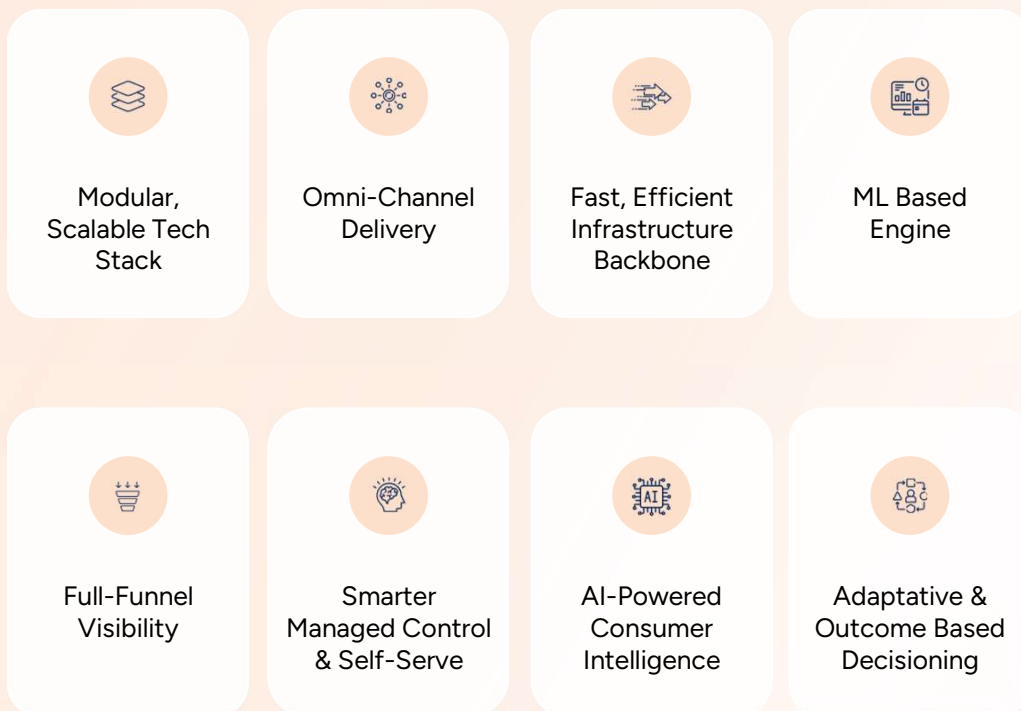 Modular,
Scalable Tech
Stack
Omni-Channel
Delivery
Fast, Efficient
Infrastructure
Backbone
ML Based
Engine
Full-Funnel
Visibility
Smarter
Managed Control
& Self-Serve
AI
AI-Powered
Consumer
Intelligence
Adaptative &
Outcome Based
Decisioning